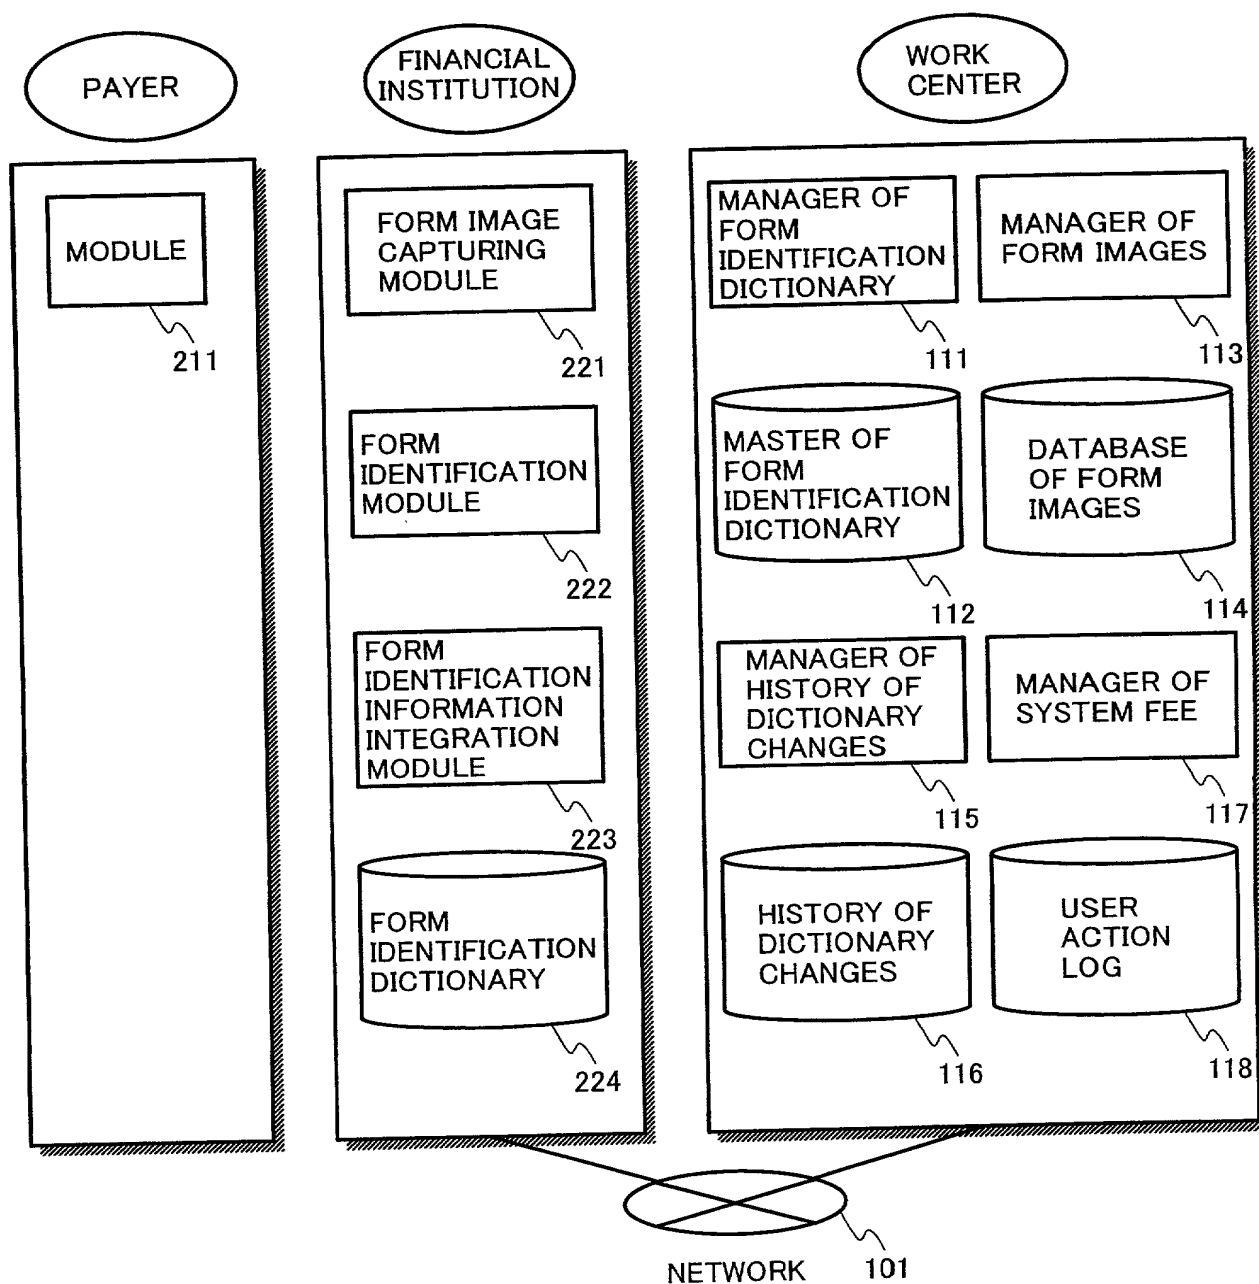 PAYER
FINANCIAL
INSTITUTION
WORK
CENTER
MODULE
211
FORM IMAGE
CAPTURING
MODULE
221
FORM
IDENTIFICATION
MODULE
222
FORM
IDENTIFICATION
INFORMATION
INTEGRATION
MODULE
223
FORM
IDENTIFICATION
DICTIONARY
224
MANAGER OF
FORM
IDENTIFICATION
DICTIONARY
111
MANAGER OF
FORM IMAGES
113
MASTER OF
FORM
IDENTIFICATION
DICTIONARY
112
DATABASE
OF FORM
IMAGES
114
MANAGER OF
HISTORY OF
DICTIONARY
CHANGES
115
MANAGER OF
SYSTEM FEE
117
HISTORY OF
DICTIONARY
CHANGES
116
USER
ACTION
LOG
118
NETWORK
101